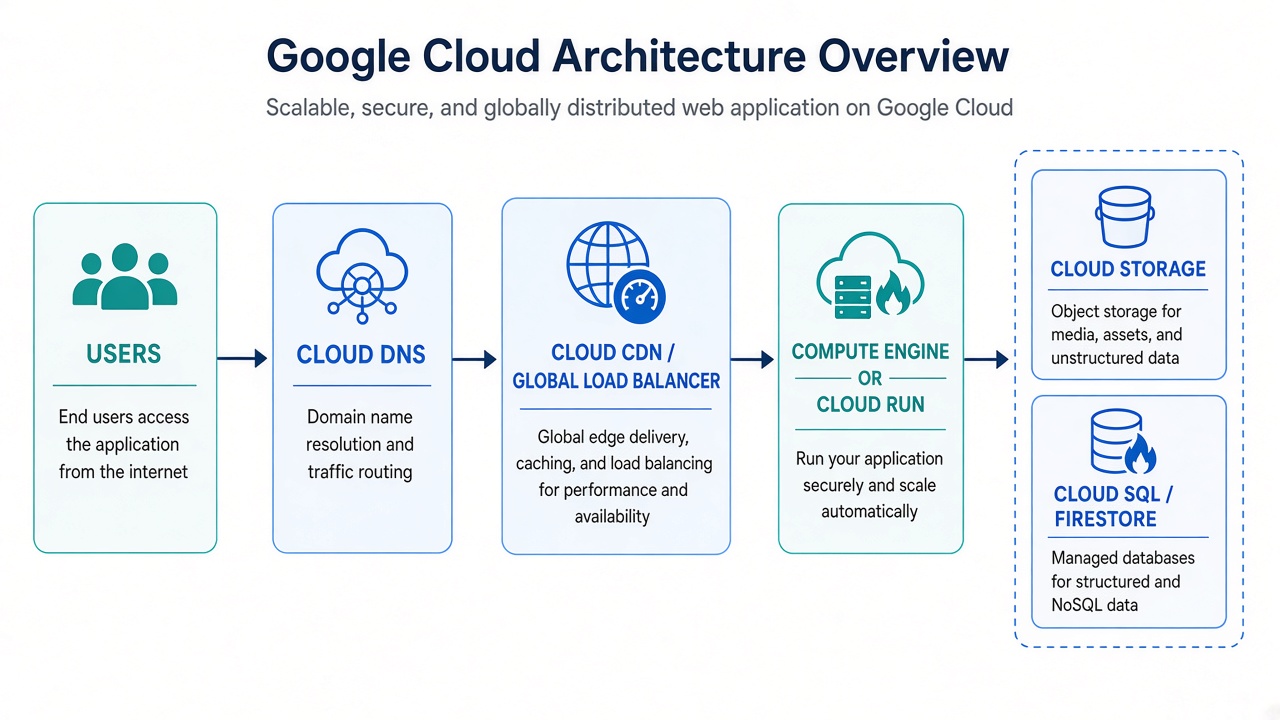 Google Cloud Architecture Overview
Scalable, secure, and globally distributed web application on Google Cloud
USERS
End users access
the application
from the internet
CLOUD DNS
Domain name
resolution and
traffic routing
CLOUD CDN /
GLOBAL LOAD BALANCER
Global edge delivery,
caching, and load balancing
for performance and
availability
COMPUTE ENGINE
OR
CLOUD RUN
Run your application
securely and scale
automatically
CLOUD STORAGE
Object storage for
media, assets, and
unstructured data
CLOUD SQL /
FIRESTORE
Managed databases
for structured and
NoSQL data